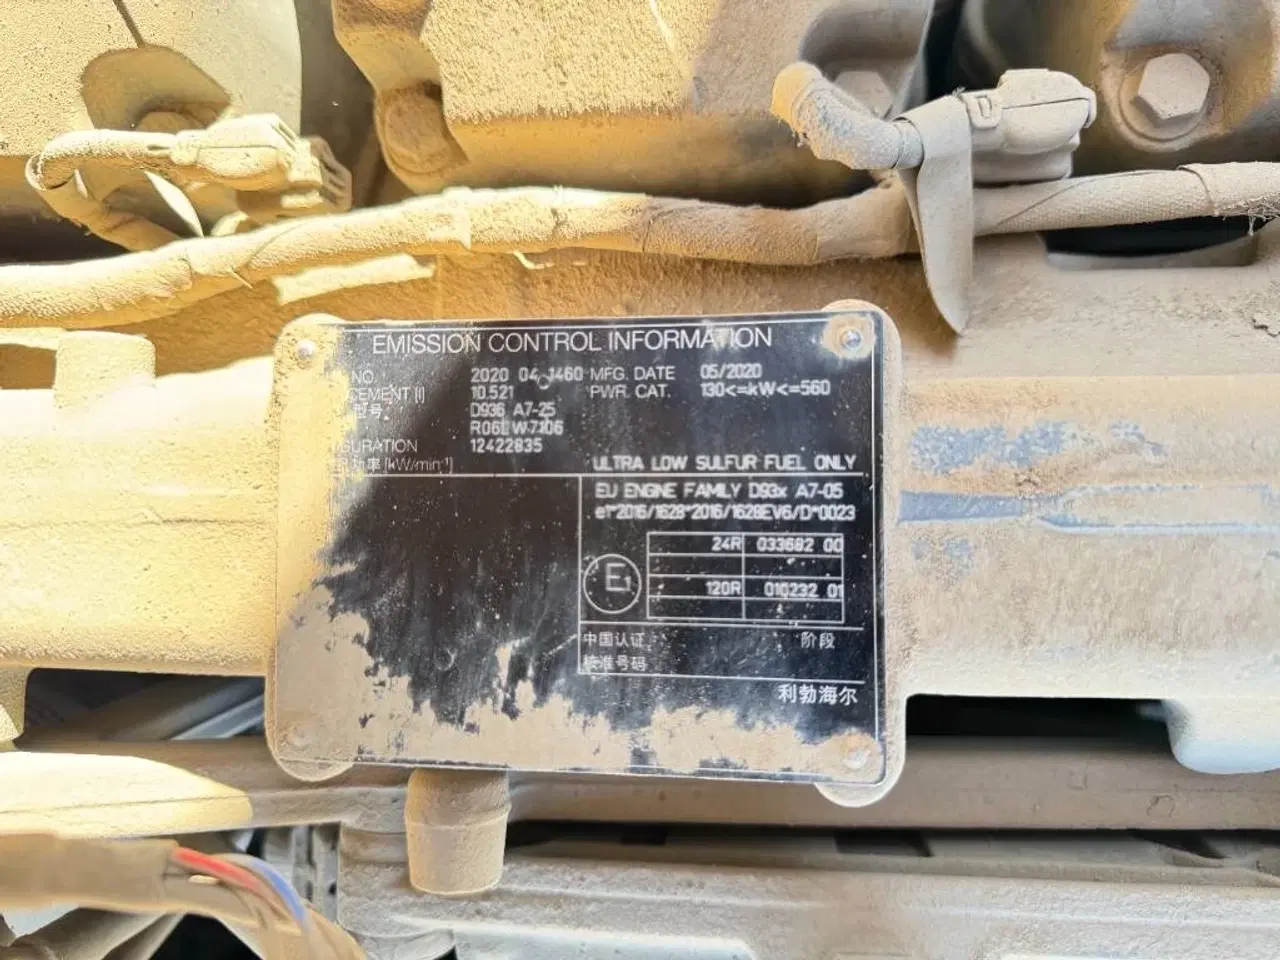 EMISSION CONTROL INFORMATION
NO. 2020 04 1460 MFG. DATE 05/2020
CEMENT [l] 10.521 PWR. CAT. 130<=kW<=560
型号. D936 A7-25
R06LW7106
GURATION 12422835
功率 [kW/min⁻¹] ULTRA LOW SULFUR FUEL ONLY
EU ENGINE FAMILY D93x A7-05
e1*2016/1628*2016/1628EV6/D*0023
24R 033682 00
E1
120R 010232 01
中国认证 阶段
核准号码
利勃海尔